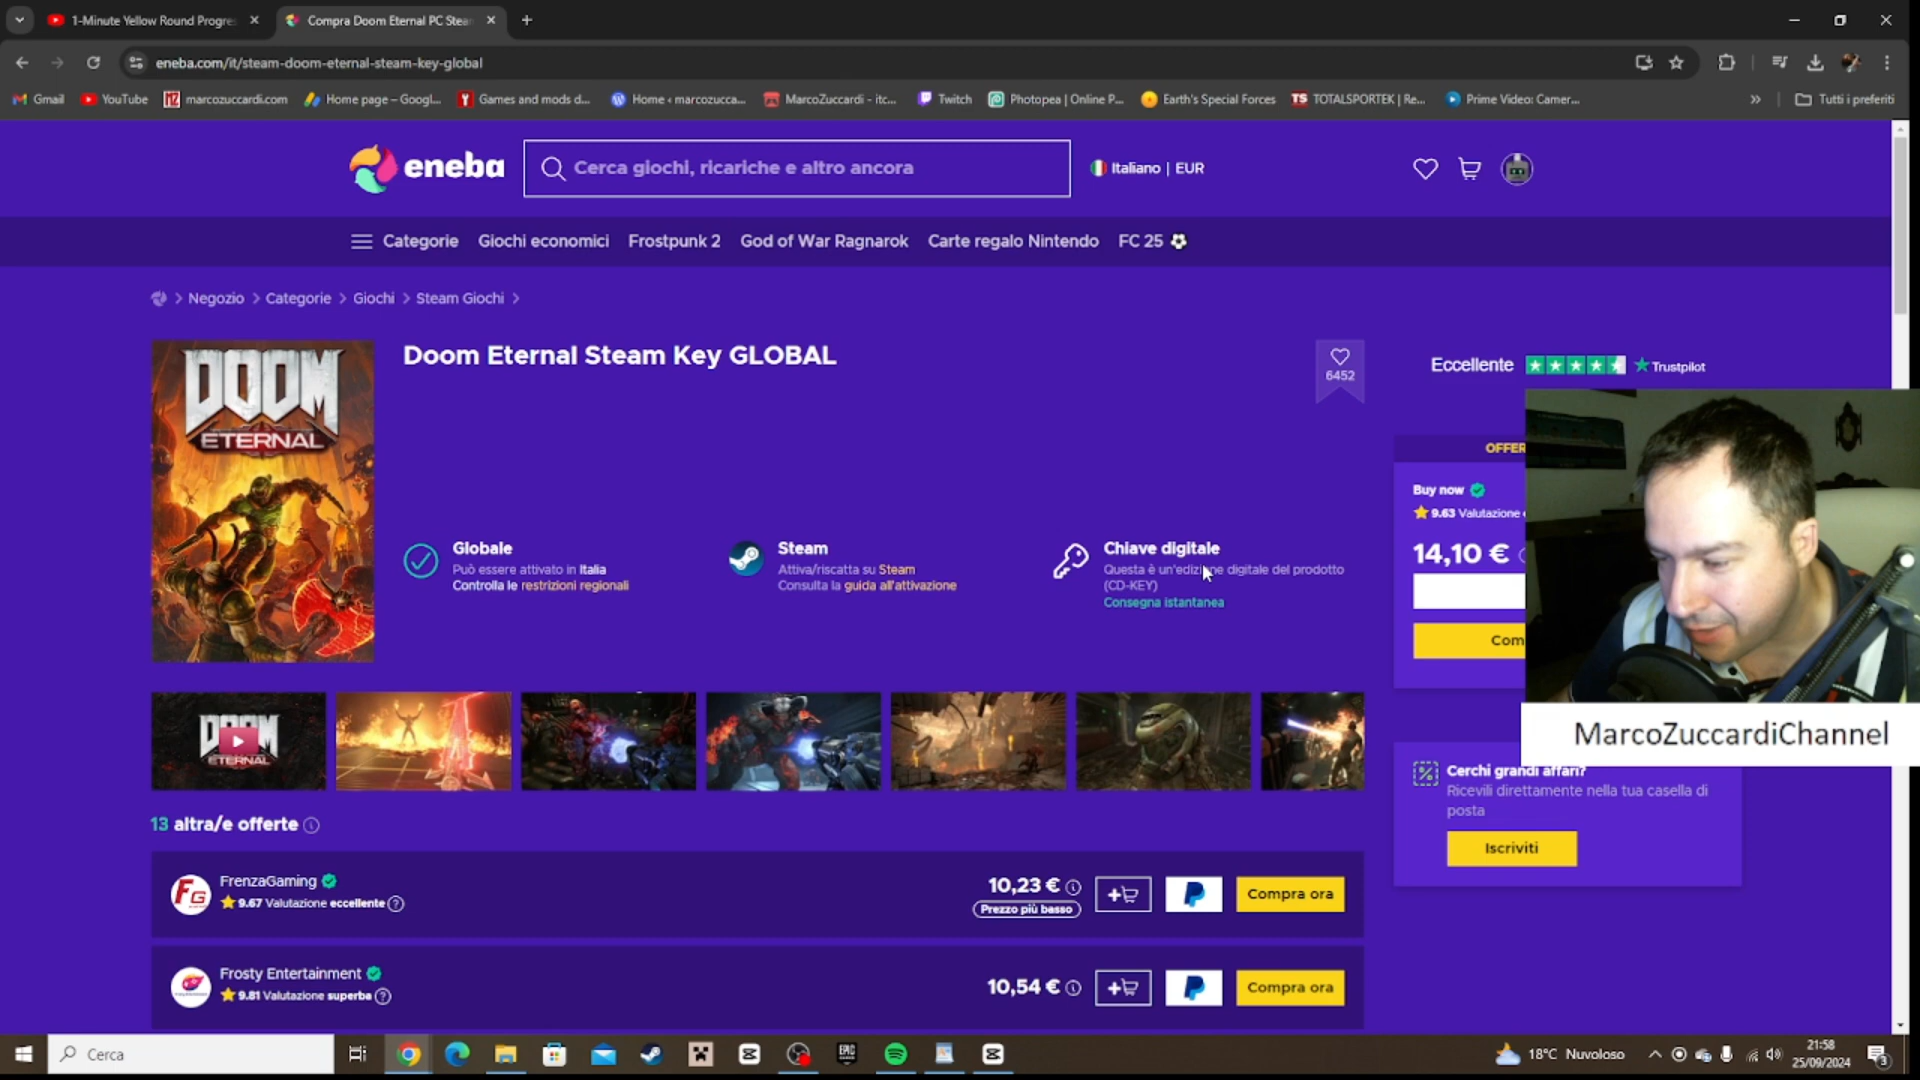 1-Minute Yellow Round Progre
Compra Doom Eternal PC Stea
eneba.com/it/steam-doom-eternal-steam-key-global
Gmail
YouTube
marcozuccardi.com
Home page – Googl...
Games and mods d...
Home ‹ marcozucca...
MarcoZuccardi - itc...
Twitch
Photopea | Online P...
Earth's Special Forces
TOTALSPORTEK | Re...
Prime Video: Camer...
»
Tutti i preferiti
eneba
Cerca giochi, ricariche e altro ancora
Italiano | EUR
Categorie
Giochi economici
Frostpunk 2
God of War Ragnarok
Carte regalo Nintendo
FC 25
Negozio > Categorie > Giochi > Steam Giochi >
DOOM
ETERNAL
Doom Eternal Steam Key GLOBAL
6452
Eccellente
Trustpilot
OFFER
Buy now
9.63 Valutazione
14,10 €
Com
Globale
Può essere attivato in Italia
Controlla le restrizioni regionali
Steam
Attiva/riscatta su Steam
Consulta la guida all'attivazione
Chiave digitale
Questa è un'edizione digitale del prodotto
(CD-KEY)
Consegna istantanea
MarcoZuccardiChannel
DOOM
ETERNAL
Cerchi grandi affari?
Ricevili direttamente nella tua casella di
posta
Iscriviti
13 altra/e offerte
FG
FrenzaGaming
9.67 Valutazione eccellente
10,23 €
Prezzo più basso
Compra ora
Frosty Entertainment
9.81 Valutazione superba
10,54 €
Compra ora
Cerca
EPIC
18°C Nuvoloso
21:58
25/09/2024
3